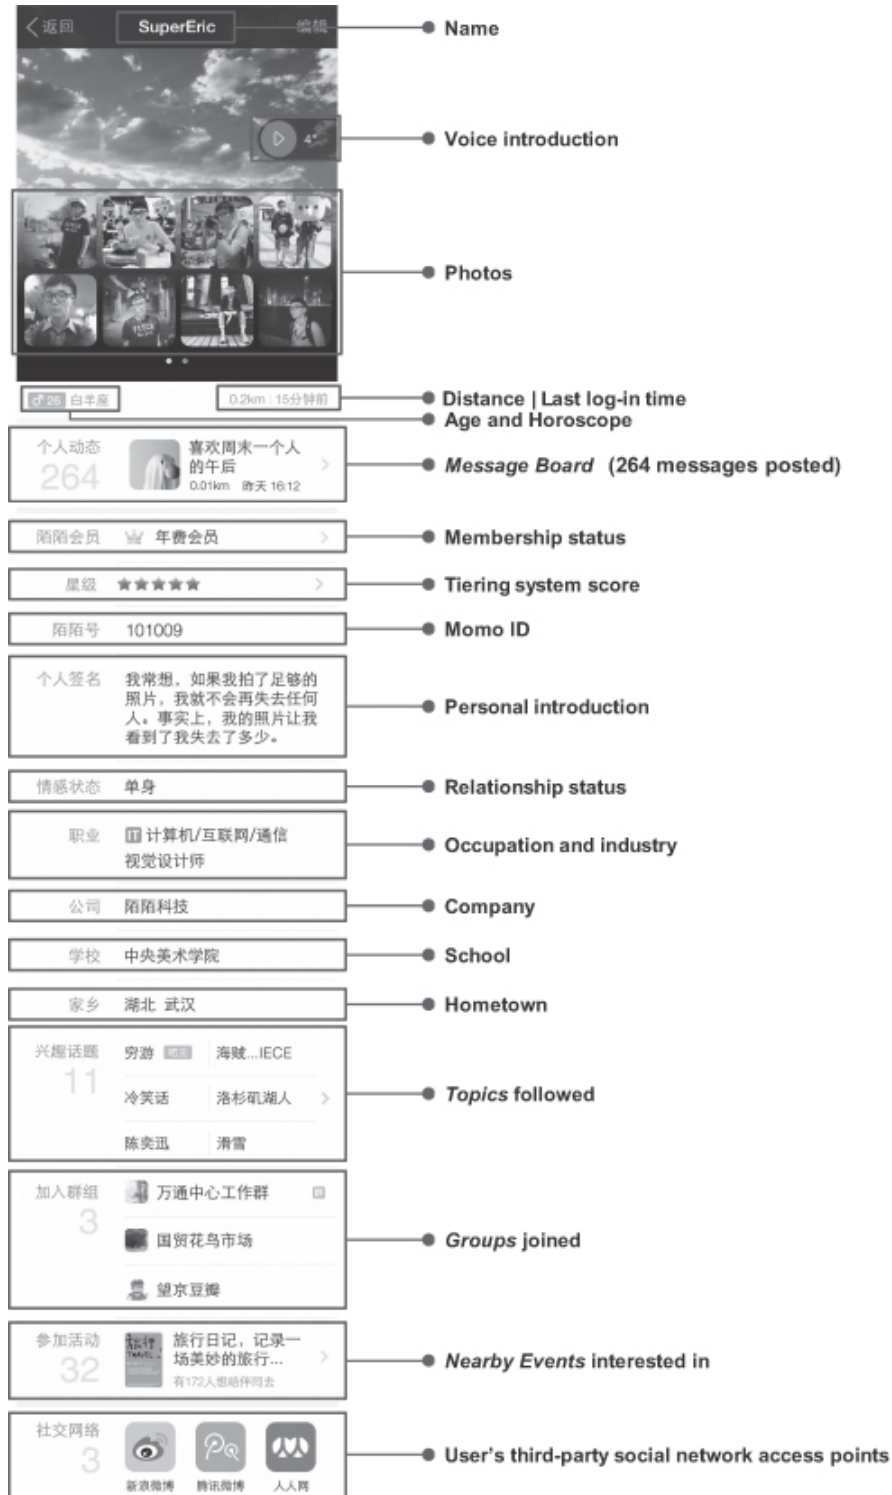 返回 SuperEric 编辑 Name
4" Voice introduction
Photos
♂ 26 白羊座 0.2km | 15分钟前 Distance | Last log-in time
Age and Horoscope
个人动态 264 喜欢周末一个人
的午后
0.01km 昨天 16:12
Message Board (264 messages posted)
陌陌会员 年费会员 Membership status
星级 ★★★★★ Tiering system score
陌陌号 101009 Momo ID
个人签名 我常想，如果我拍了足够的
照片，我就不会再失去任何
人。事实上，我的照片让我
看到了我失去了多少。
Personal introduction
情感状态 单身 Relationship status
职业 IT 计算机/互联网/通信
视觉设计师
Occupation and industry
公司 陌陌科技 Company
学校 中央美术学院 School
家乡 湖北 武汉 Hometown
兴趣话题 11 穷游 海贼...IECE
冷笑话 洛杉矶湖人
陈奕迅 滑雪
Topics followed
加入群组 3 万通中心工作群
国贸花鸟市场
望京豆瓣
Groups joined
参加活动 32 旅行日记，记录一
场美妙的旅行...
有172人想结伴同去
Nearby Events interested in
社交网络 3
新浪微博 腾讯微博 人人网
User's third-party social network access points